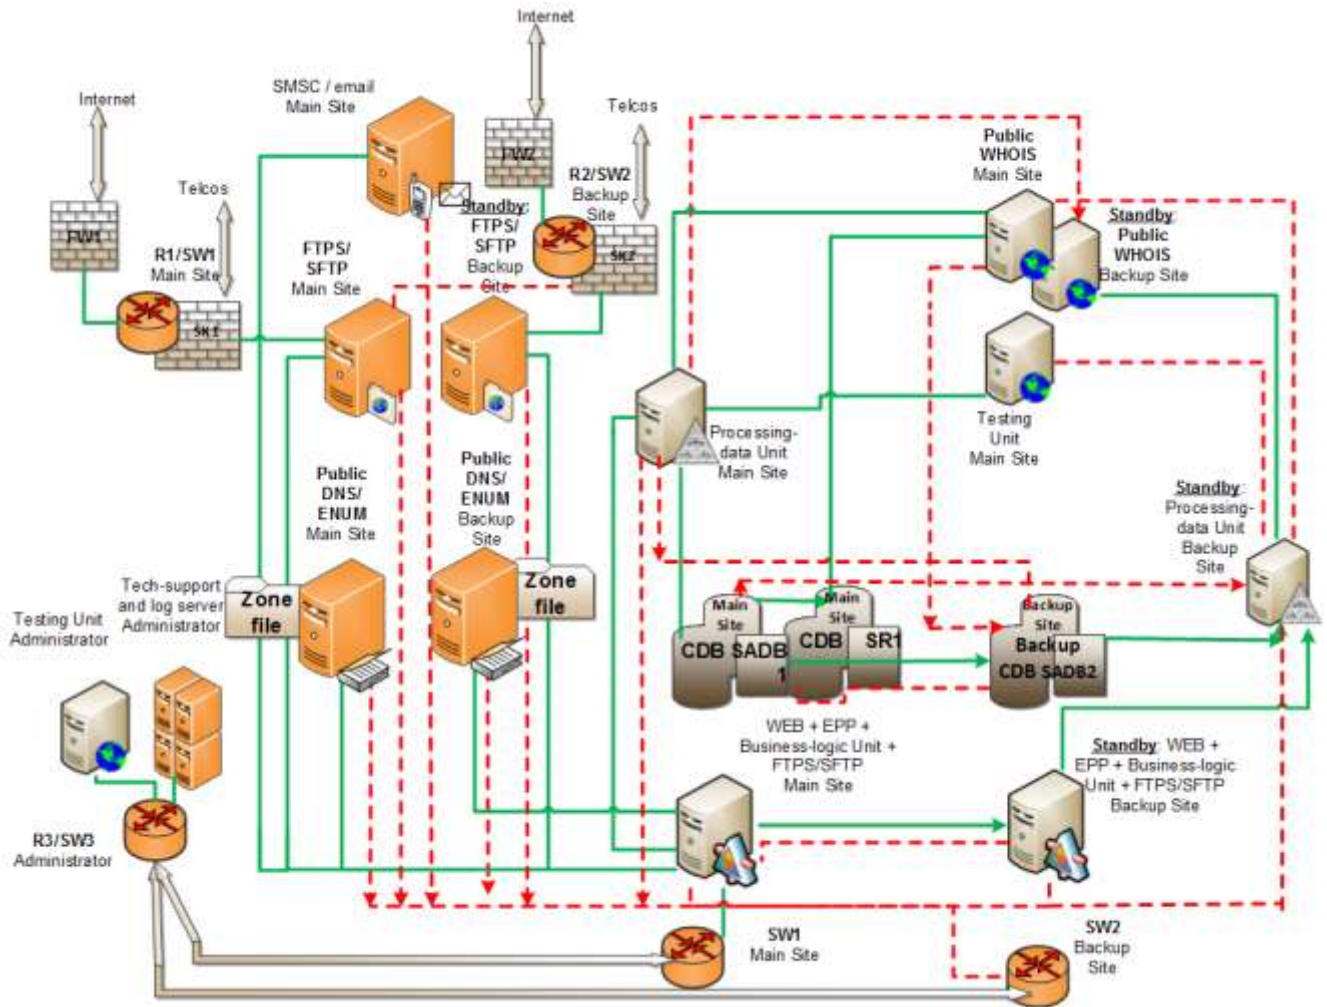 Internet
Internet
SMSC / email
Main Site
Telcos
FW2
Public
WHOIS
Main Site
R2/SW2
Backup
Site
Telcos
Standby:
FTPS/
SFTP
Backup
Site
Standby:
Public
WHOIS
Backup Site
FW1
R1/SW1
Main Site
FTPS/
SFTP
Main Site
SK2
SK1
Testing
Unit
Main Site
Processing-
data Unit
Main Site
Public
DNS/
ENUM
Main Site
Public
DNS/
ENUM
Backup
Site
Standby:
Processing-
data Unit
Backup
Site
Tech-support
and log server
Administrator
Zone
file
Zone
file
Testing Unit
Administrator
Main
Site
CDB SADB
1
Main
Site
CDB SR1
Backup
Site
Backup
CDB SADB2
WEB + EPP +
Business-logic Unit +
FTPS/SFTP
Main Site
Standby: WEB +
EPP + Business-logic
Unit + FTPS/SFTP
Backup Site
R3/SW3
Administrator
SW1
Main Site
SW2
Backup
Site